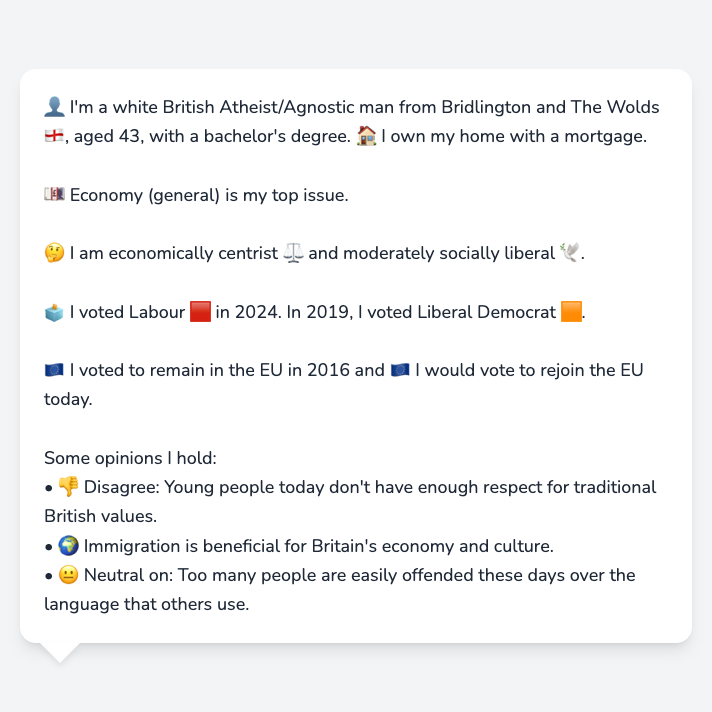 👤 I'm a white British Atheist/Agnostic man from Bridlington and The Wolds
🏴󠁧󠁢󠁥󠁮󠁧󠁿, aged 43, with a bachelor's degree. 🏠 I own my home with a mortgage.
💷 Economy (general) is my top issue.
🤔 I am economically centrist ⚖️ and moderately socially liberal 🕊️.
🗳️ I voted Labour 🟥 in 2024. In 2019, I voted Liberal Democrat 🟧.
🇪🇺 I voted to remain in the EU in 2016 and 🇪🇺 I would vote to rejoin the EU
today.
Some opinions I hold:
• 👎 Disagree: Young people today don't have enough respect for traditional
British values.
• 🌍 Immigration is beneficial for Britain's economy and culture.
• 😐 Neutral on: Too many people are easily offended these days over the
language that others use.